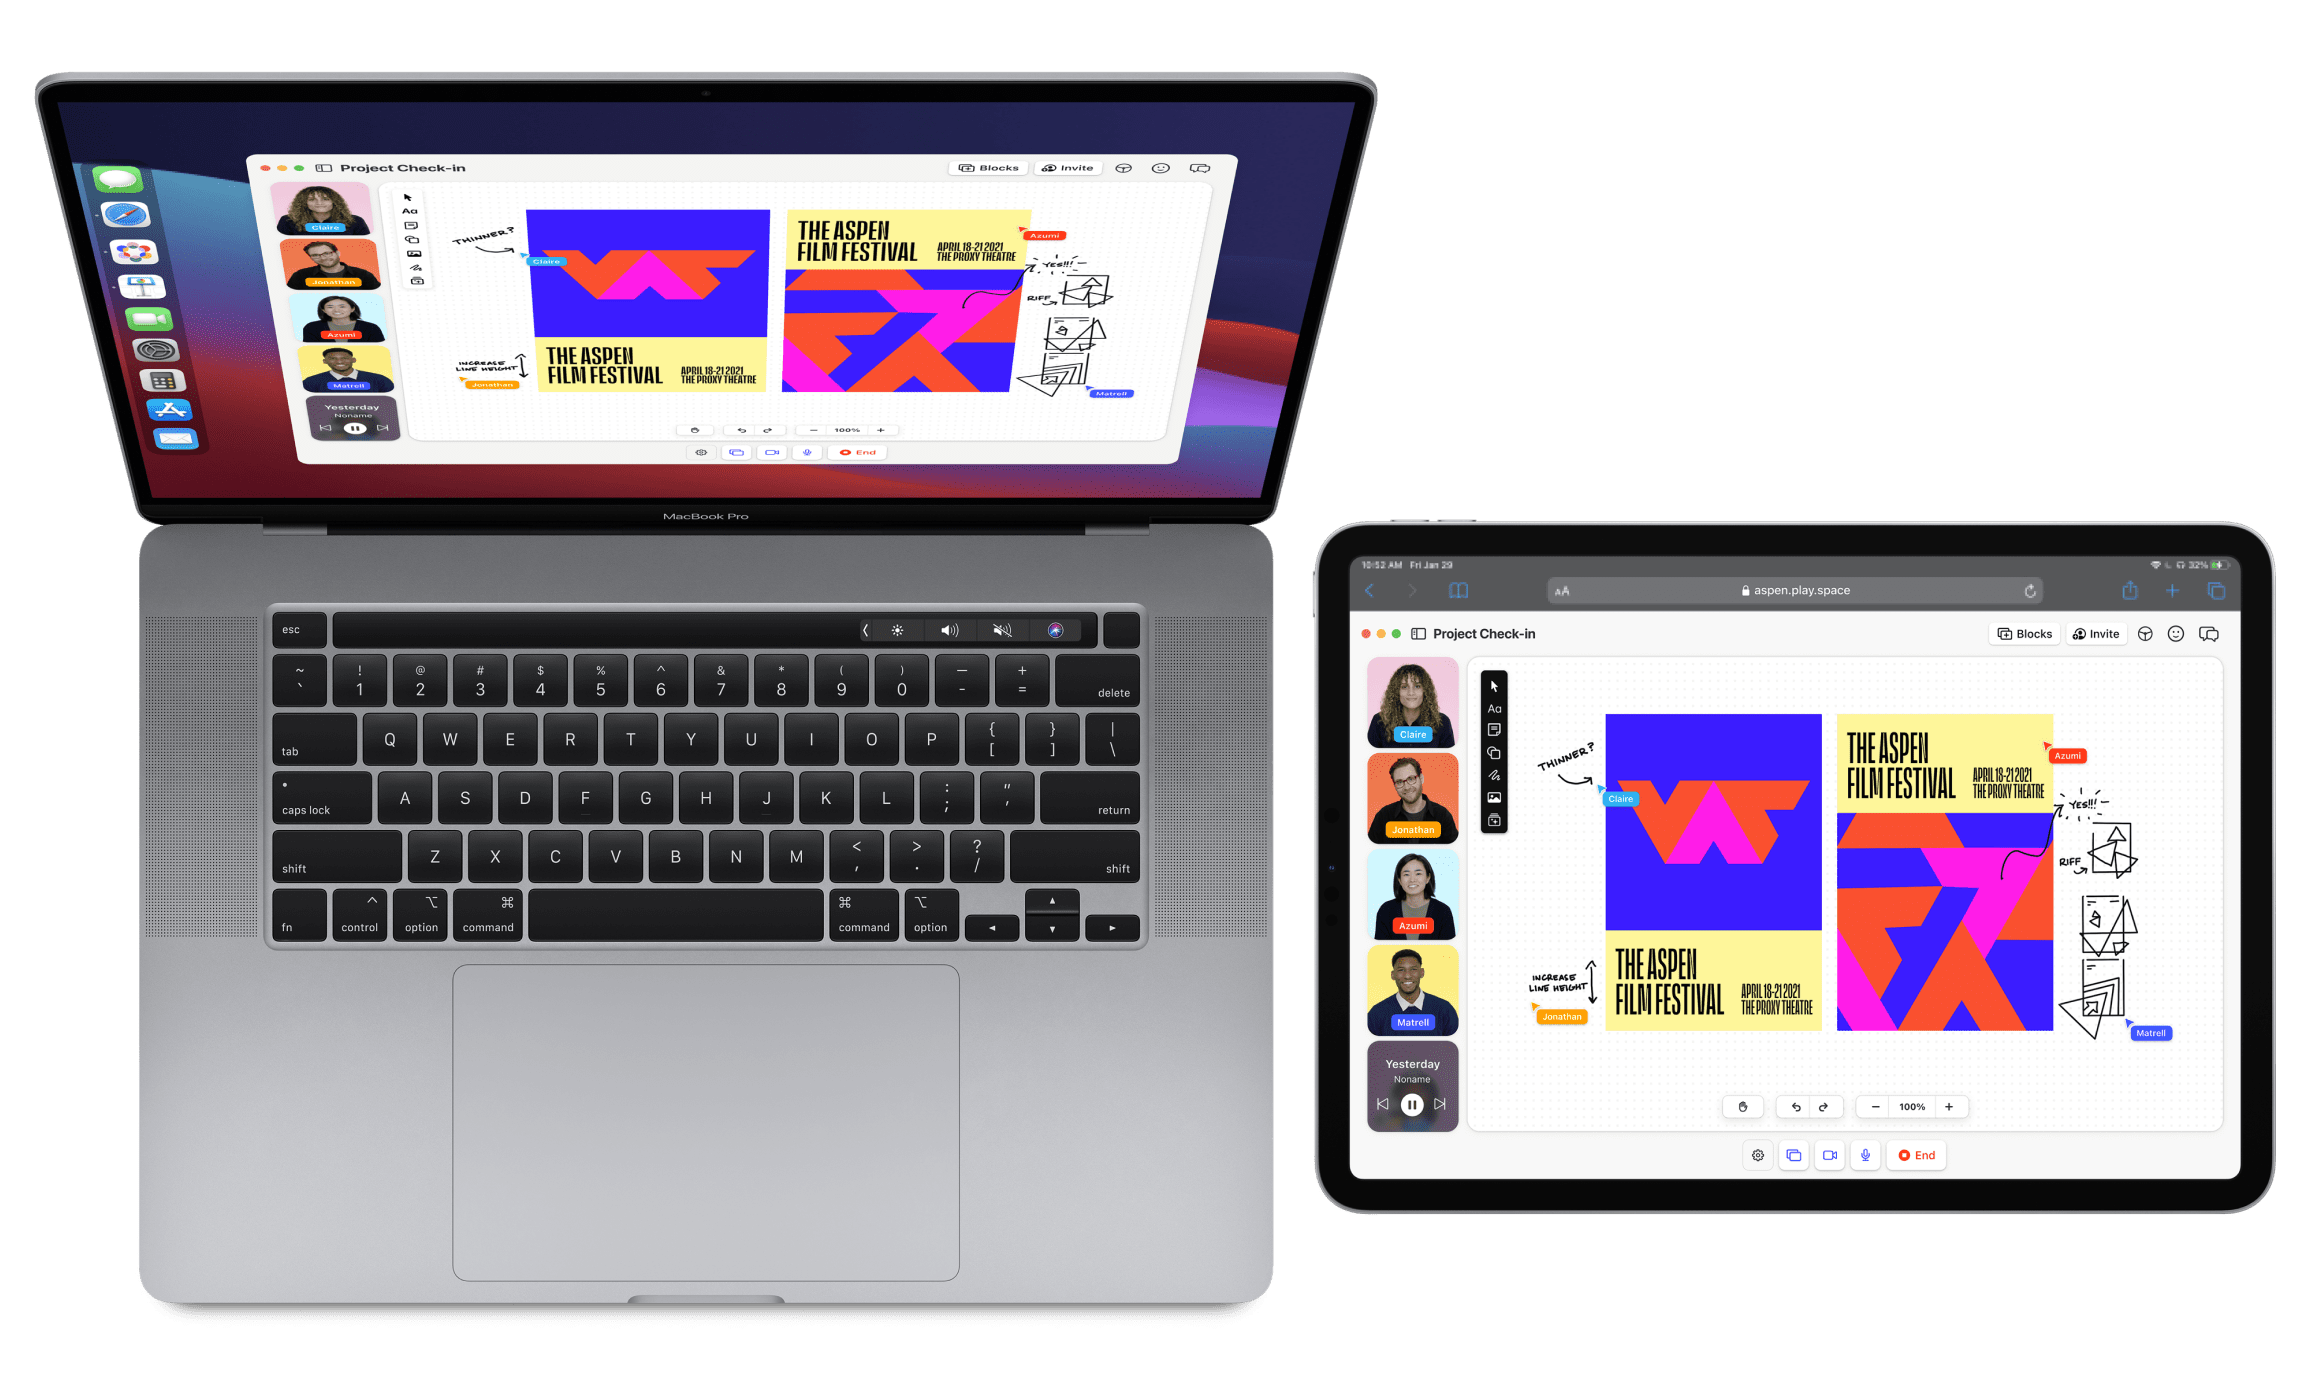 Project Check-in
Blocks
Invite
Claire
Jonathan
Azumi
Matrell
Yesterday
Noname
Aa
THINNER?
Claire
INCREASE
LINE HEIGHT
Jonathan
THE ASPEN
FILM FESTIVAL
APRIL 18-21 2021
THE PROXY THEATRE
THE ASPEN
FILM FESTIVAL
APRIL 18-21 2021
THE PROXY THEATRE
Azumi
YES!!!
RIFF
Matrell
100%
End
MacBook Pro
esc
~ ! @ # $ % ^ & * ( ) — +
` 1 2 3 4 5 6 7 8 9 0 - = delete
tab Q W E R T Y U I O P { [ } ] | \
caps lock A S D F G H J K L : ; " ' return
shift Z X C V B N M < , > . ? / shift
fn control option command command option
10:52 AM Fri Jan 29
32%
AA
aspen.play.space
Project Check-in
Blocks
Invite
Claire
Jonathan
Azumi
Matrell
Yesterday
Noname
Aa
THINNER?
Claire
INCREASE
LINE HEIGHT
Jonathan
THE ASPEN
FILM FESTIVAL
APRIL 18-21 2021
THE PROXY THEATRE
THE ASPEN
FILM FESTIVAL
APRIL 18-21 2021
THE PROXY THEATRE
Azumi
YES!!!
RIFF
Matrell
100%
End